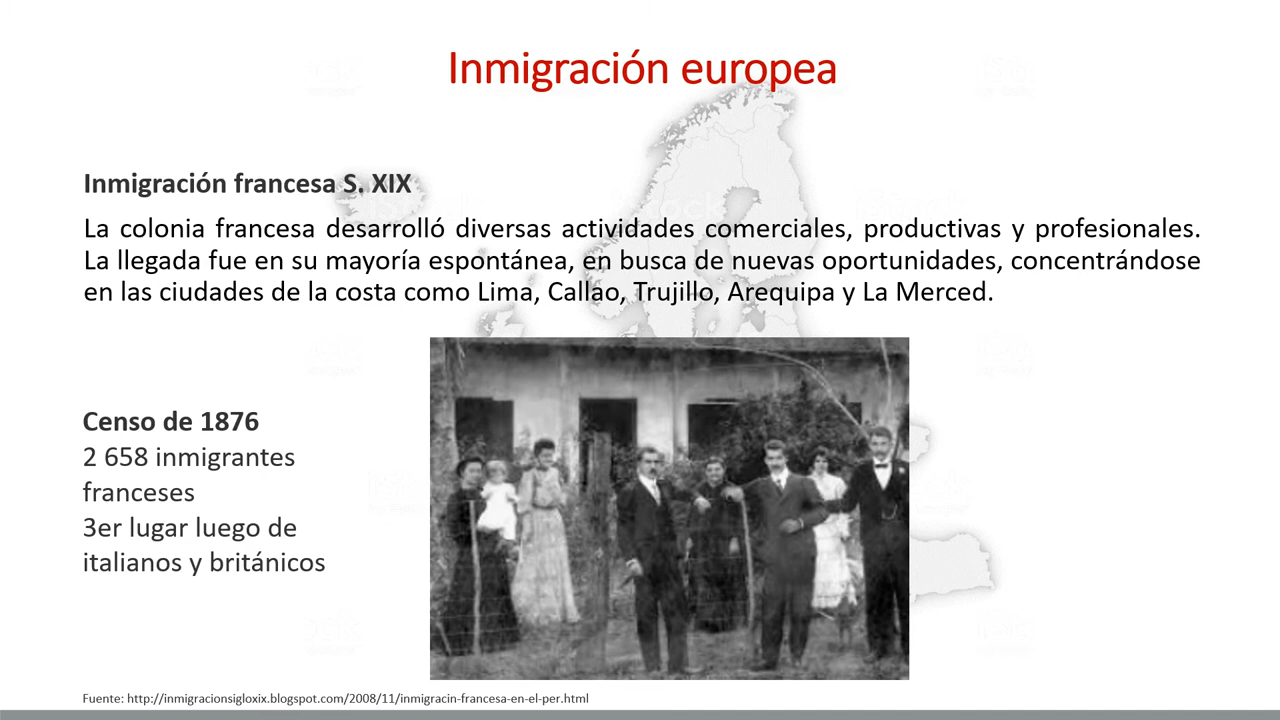 Inmigración europea
Inmigración francesa S. XIX
La colonia francesa desarrolló diversas actividades comerciales, productivas y profesionales.
La llegada fue en su mayoría espontánea, en busca de nuevas oportunidades, concentrándose
en las ciudades de la costa como Lima, Callao, Trujillo, Arequipa y La Merced.
Censo de 1876
2 658 inmigrantes
franceses
3er lugar luego de
italianos y británicos
Fuente: http://inmigracionsigloxix.blogspot.com/2008/11/inmigracin-francesa-en-el-per.html